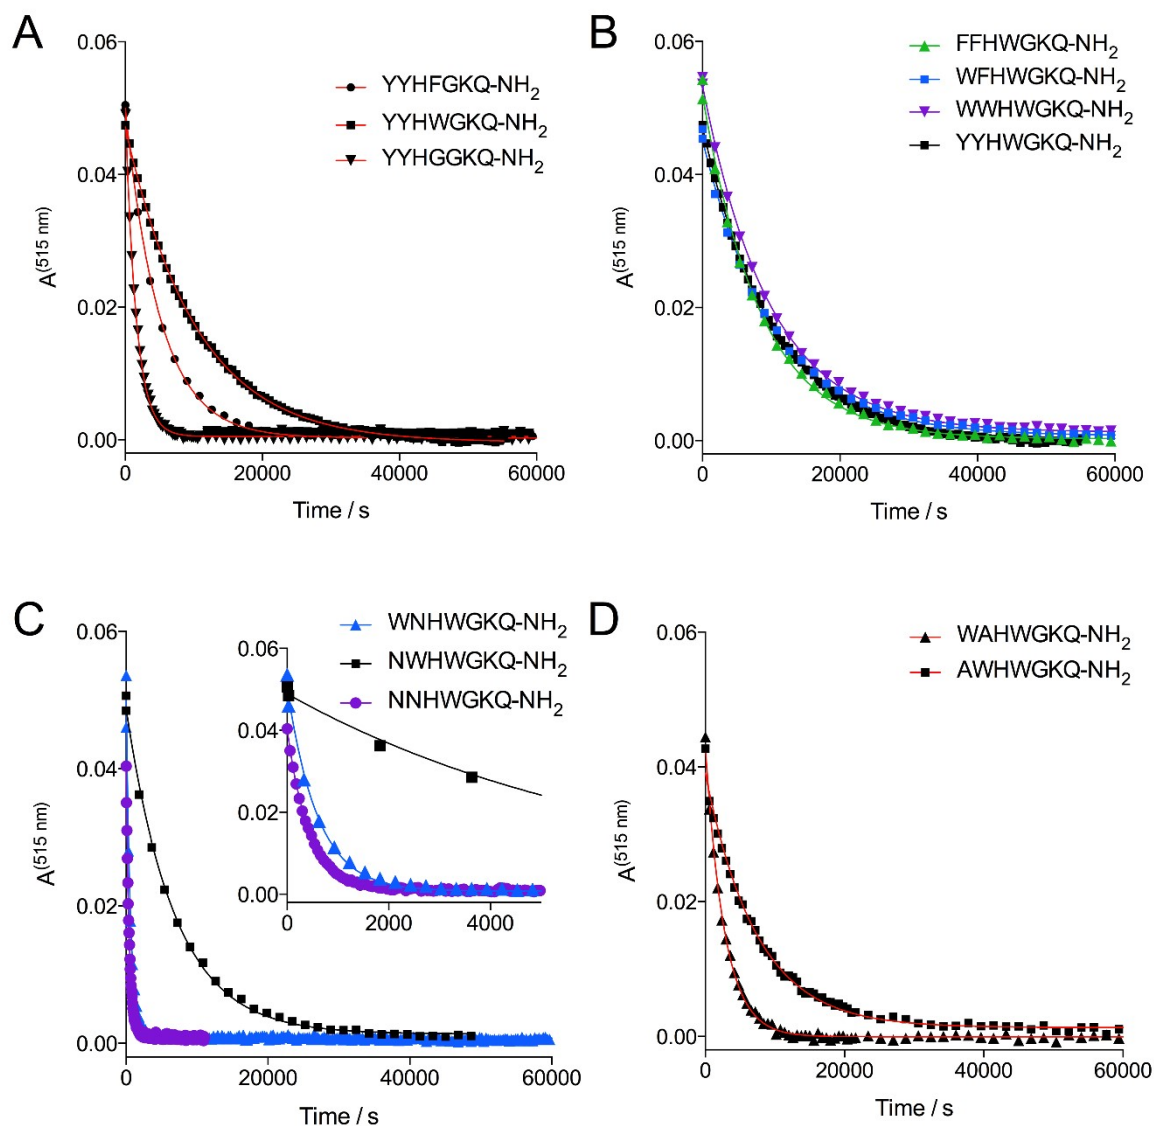 A
0.06
0.04
0.02
0.00
A(515 nm)
0
20000
40000
60000
Time / s
YYHFGKQ-NH2
YYHWGKQ-NH2
YYHGGKQ-NH2
B
0.06
0.04
0.02
0.00
A(515 nm)
0
20000
40000
60000
Time / s
FFHWGKQ-NH2
WFHWGKQ-NH2
WWHWGKQ-NH2
YYHWGKQ-NH2
C
0.06
0.04
0.02
0.00
A(515 nm)
0
20000
40000
60000
Time / s
WNHWGKQ-NH2
NWHWGKQ-NH2
NNHWGKQ-NH2
0.06
0.04
0.02
0.00
0
2000
4000
D
0.06
0.04
0.02
0.00
A(515 nm)
0
20000
40000
60000
Time / s
WAHWGKQ-NH2
AWHWGKQ-NH2